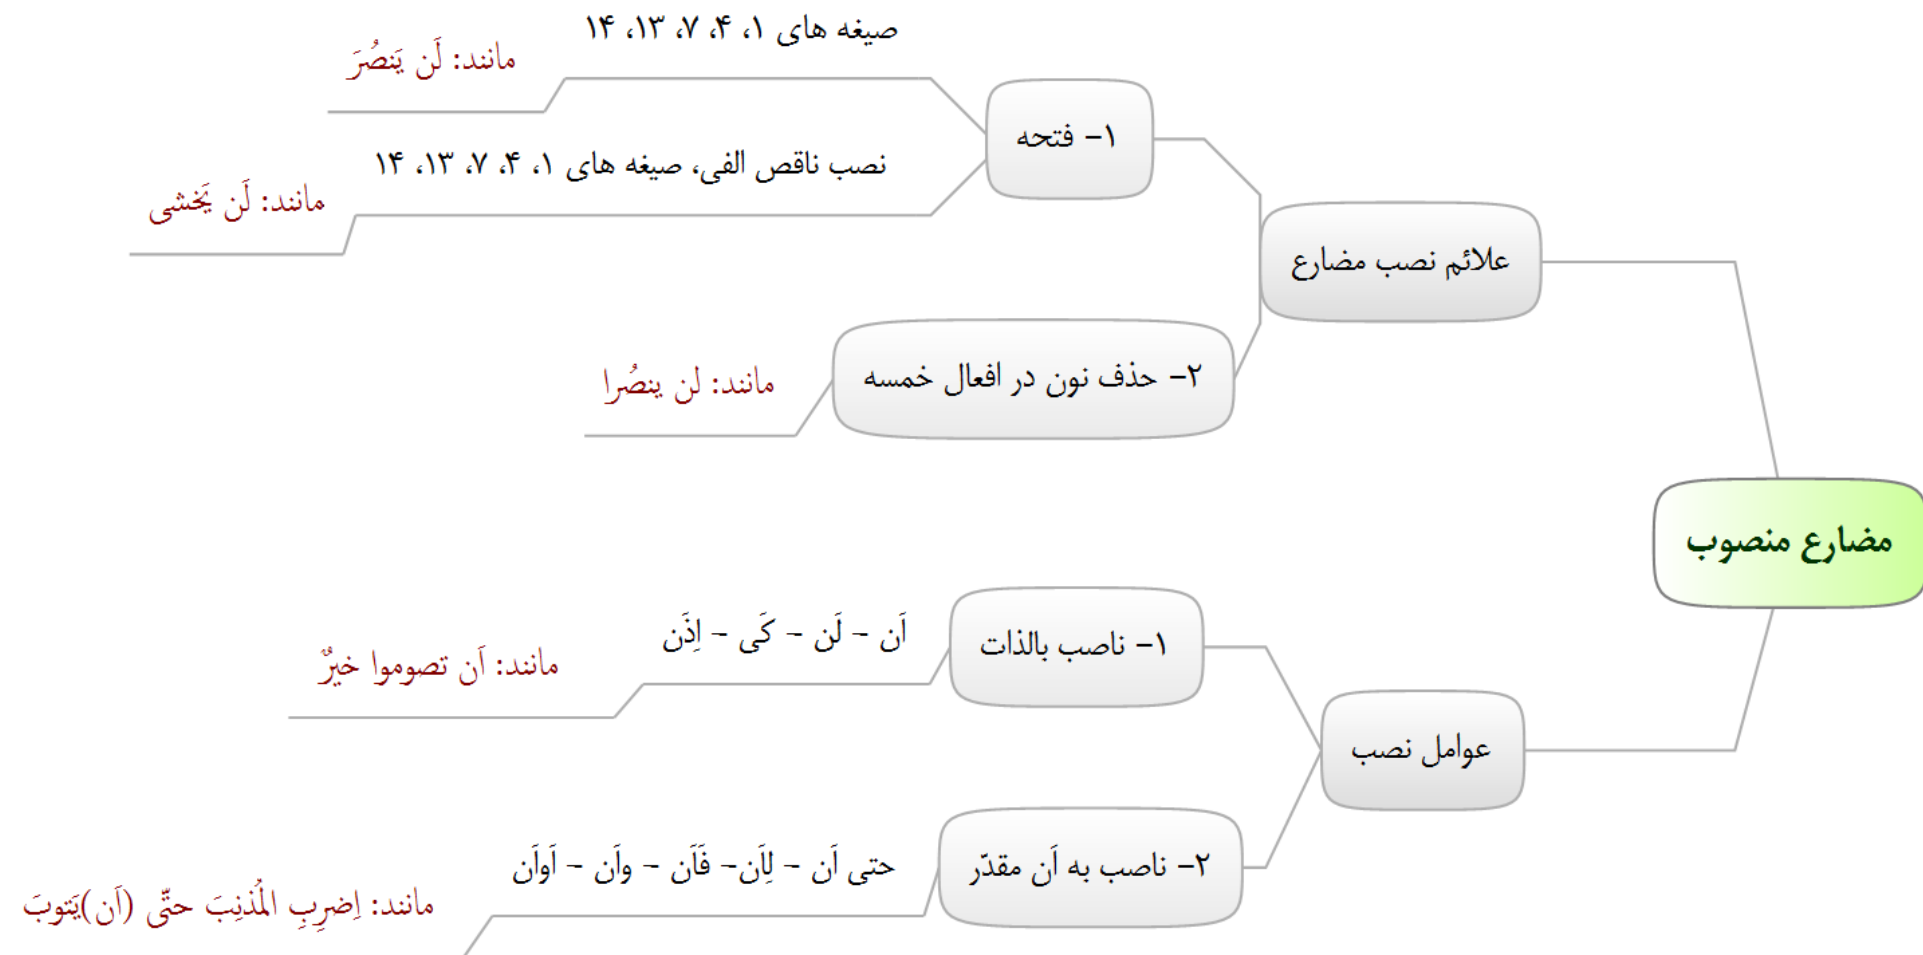 مضارع منصوب
علائم نصب مضارع
۱- فتحه
صیغه های ۱، ۴، ۷، ۱۳، ۱۴
مانند: لَن یَنصُرَ
نصب ناقص الفی، صیغه های ۱، ۴، ۷، ۱۳، ۱۴
مانند: لَن یَخشی
۲- حذف نون در افعال خمسه
مانند: لن ینصُرا
عوامل نصب
۱- ناصب بالذات
اَن - لَن - کَی - اِذَن
مانند: اَن تصوموا خیرٌ
۲- ناصب به اَن مقدّر
حتی اَن - لِاَن- فَاَن - واَن - اَواَن
مانند: اِضرِبِ المُذنِبَ حتّی (اَن)یَتوبَ